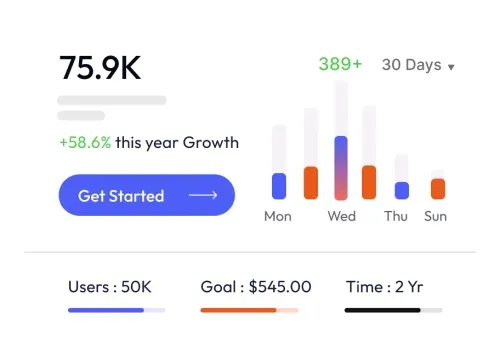 75.9K
389+
30 Days
+58.6% this year Growth
Get Started
Mon Wed Thu Sun
Users : 50K
Goal : $545.00
Time : 2 Yr